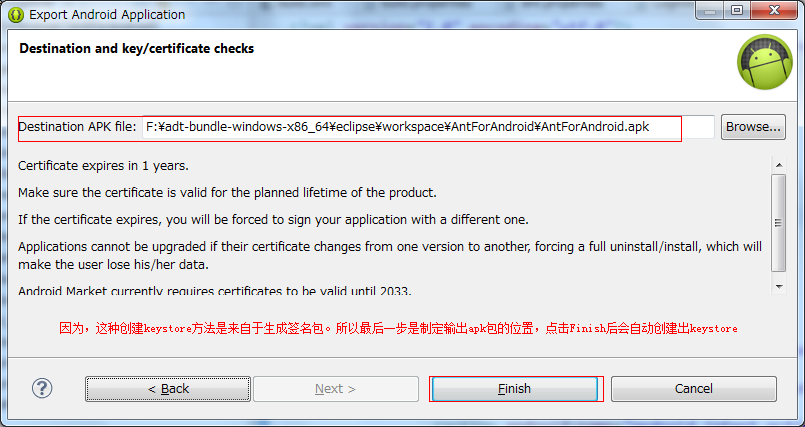 Export Android Application
Destination and key/certificate checks
Destination APK file: F:¥adt-bundle-windows-x86_64¥eclipse¥workspace¥AntForAndroid¥AntForAndroid.apk Browse...
Certificate expires in 1 years.
Make sure the certificate is valid for the planned lifetime of the product.
If the certificate expires, you will be forced to sign your application with a different one.
Applications cannot be upgraded if their certificate changes from one version to another, forcing a full uninstall/install, which will
make the user lose his/her data.
Android Market currently requires certificates to be valid until 2033.
因为，这种创建keystore方法是来自于生成签名包。所以最后一步是制定输出apk包的位置，点击Finish后会自动创建出keystore
? < Back Next > Finish Cancel